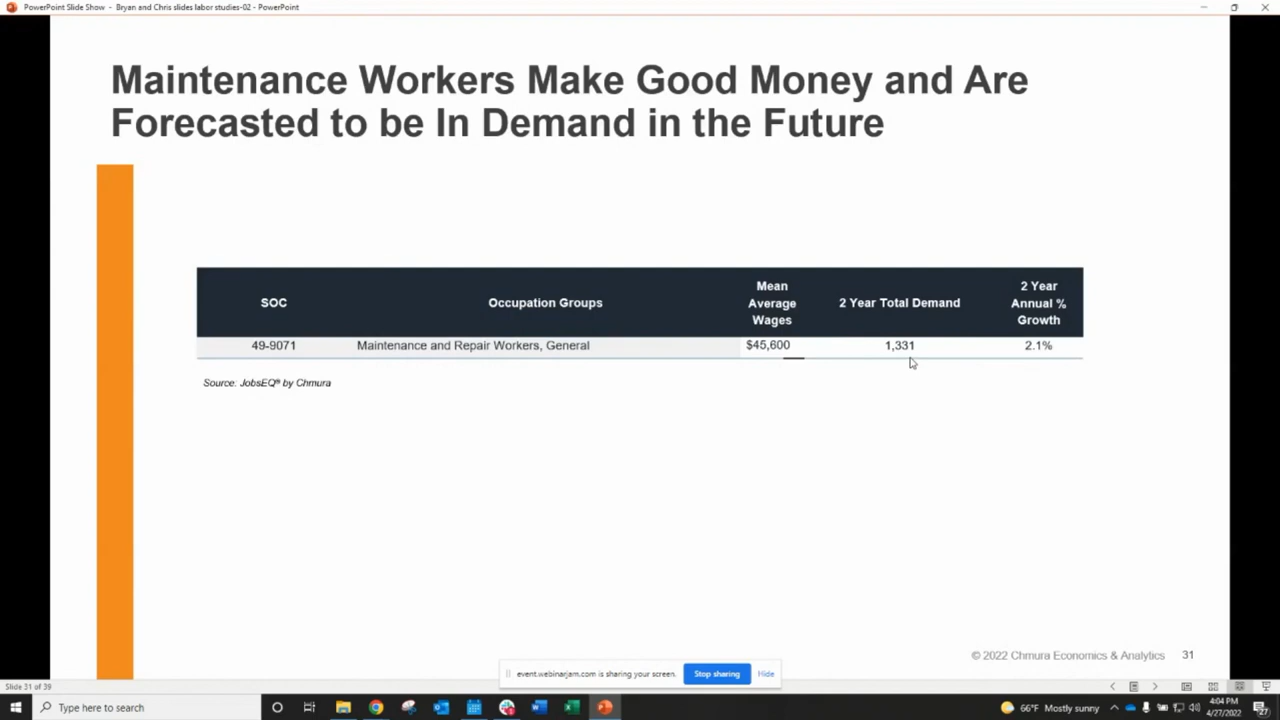 PowerPoint Slide Show - Bryan and Chris slides labor studies-02 - PowerPoint
Maintenance Workers Make Good Money and Are
Forecasted to be In Demand in the Future
SOC
Occupation Groups
Mean
Average
Wages
2 Year Total Demand
2 Year
Annual %
Growth
49-9071
Maintenance and Repair Workers, General
$45,600
1,331
2.1%
Source: JobsEQ® by Chmura
© 2022 Chmura Economics & Analytics
31
event.webinarjam.com is sharing your screen.
Stop sharing
Hide
Slide 31 of 39
Type here to search
66°F Mostly sunny
4:04 PM
4/27/2022
27